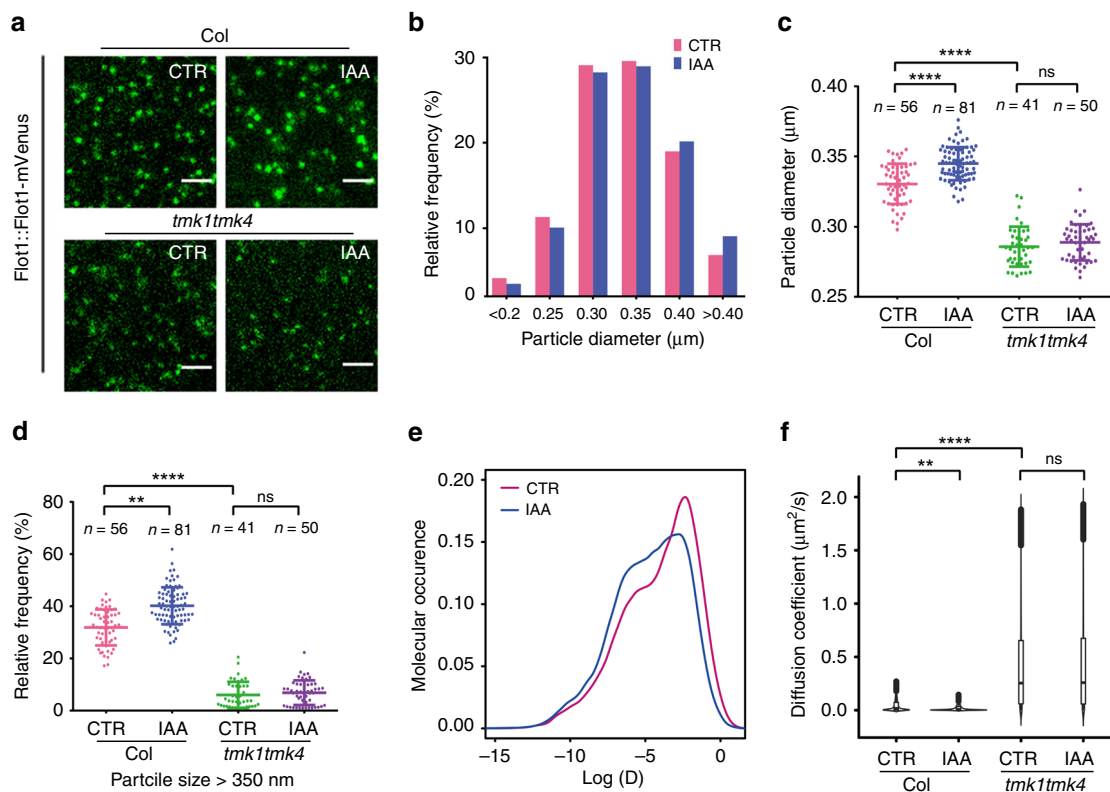 a
Col
CTR
IAA
Flot1::Flot1-mVenus
tmk1tmk4
CTR
IAA
b
CTR
IAA
Relative frequency (%)
30
20
10
0
<0.2
0.25
0.30
0.35
0.40
>0.40
Particle diameter (μm)
c
****
****
ns
n = 56
n = 81
n = 41
n = 50
Particle diameter (μm)
0.40
0.35
0.30
0.25
CTR
IAA
CTR
IAA
Col
tmk1tmk4
d
****
**
ns
n = 56
n = 81
n = 41
n = 50
Relative frequency (%)
80
60
40
20
0
CTR
IAA
CTR
IAA
Col
tmk1tmk4
Partcile size > 350 nm
e
CTR
IAA
Molecular occurence
0.20
0.15
0.10
0.05
0.00
−15
−10
−5
0
Log (D)
f
****
**
ns
Diffusion coefficient (μm²/s)
2.0
1.5
1.0
0.5
0.0
CTR
IAA
CTR
IAA
Col
tmk1tmk4